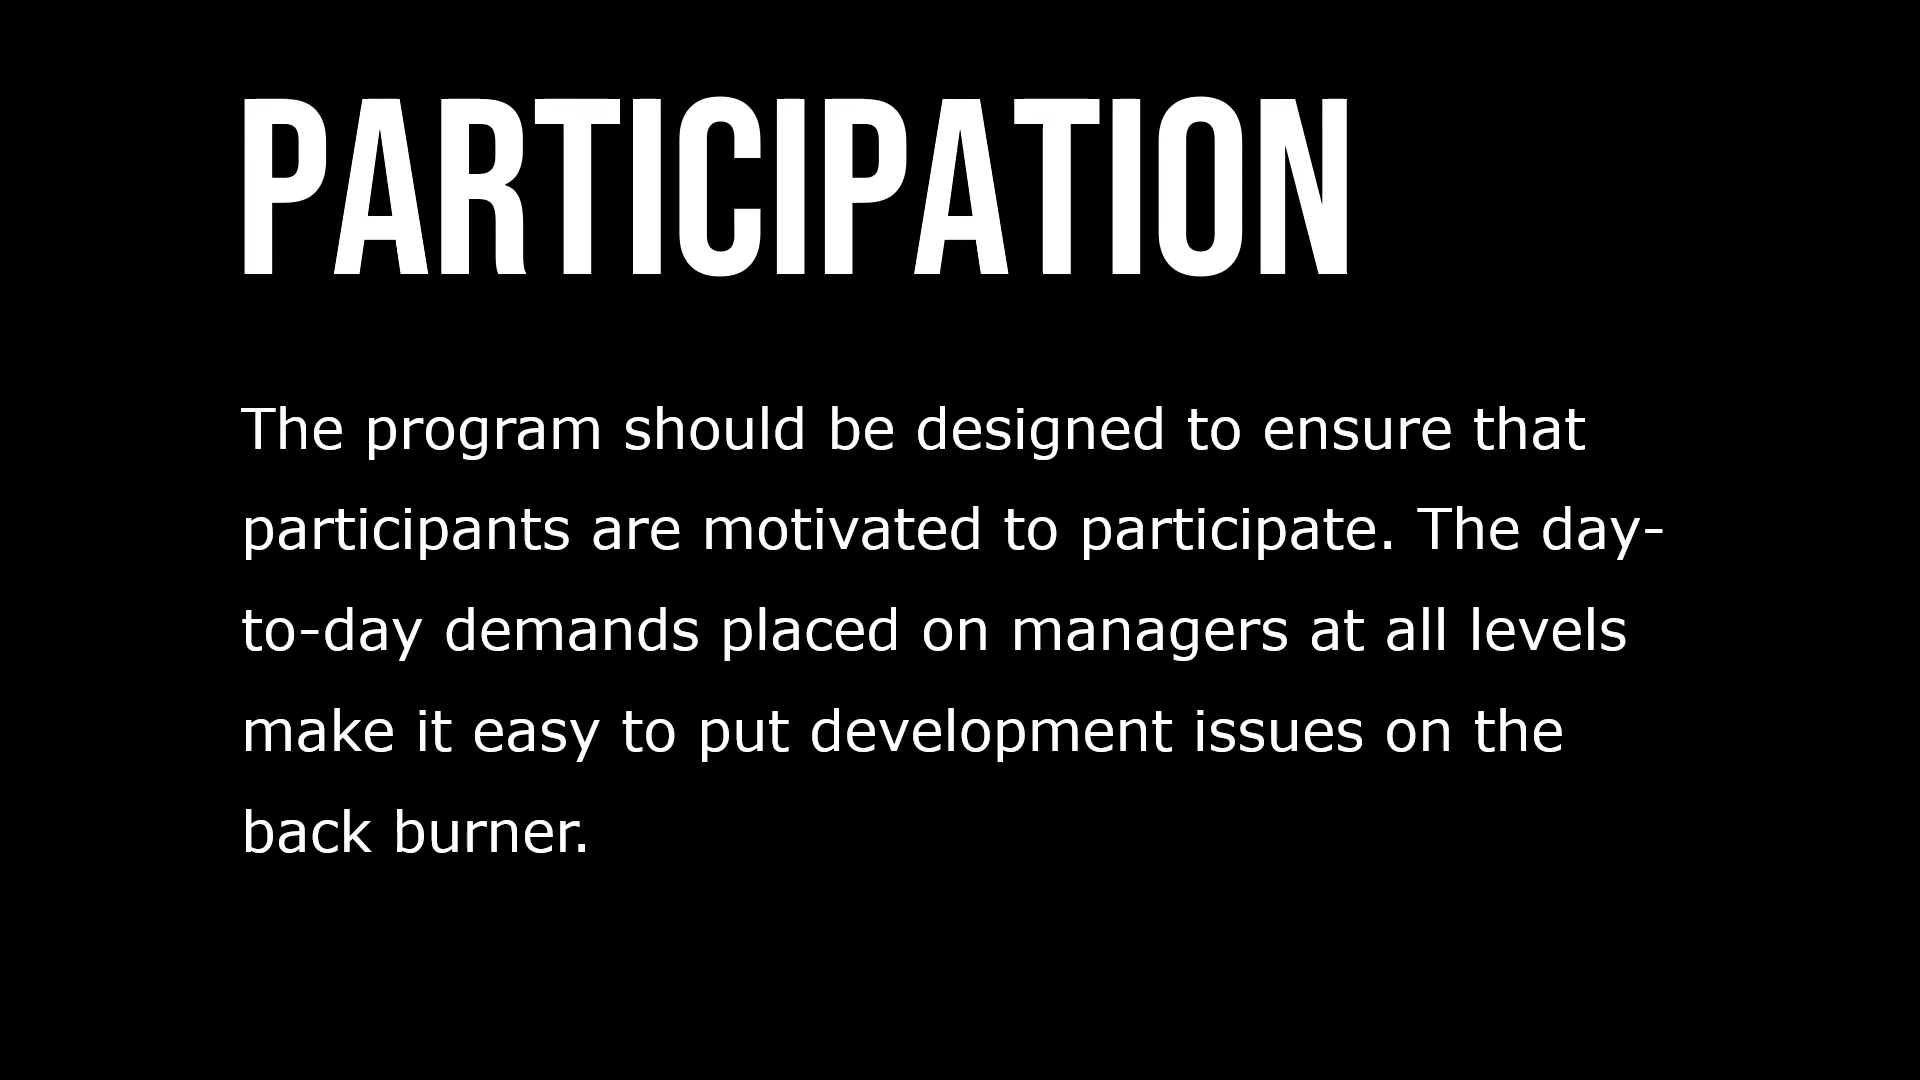 PARTICIPATION
The program should be designed to ensure that
participants are motivated to participate. The day-
to-day demands placed on managers at all levels
make it easy to put development issues on the
back burner.